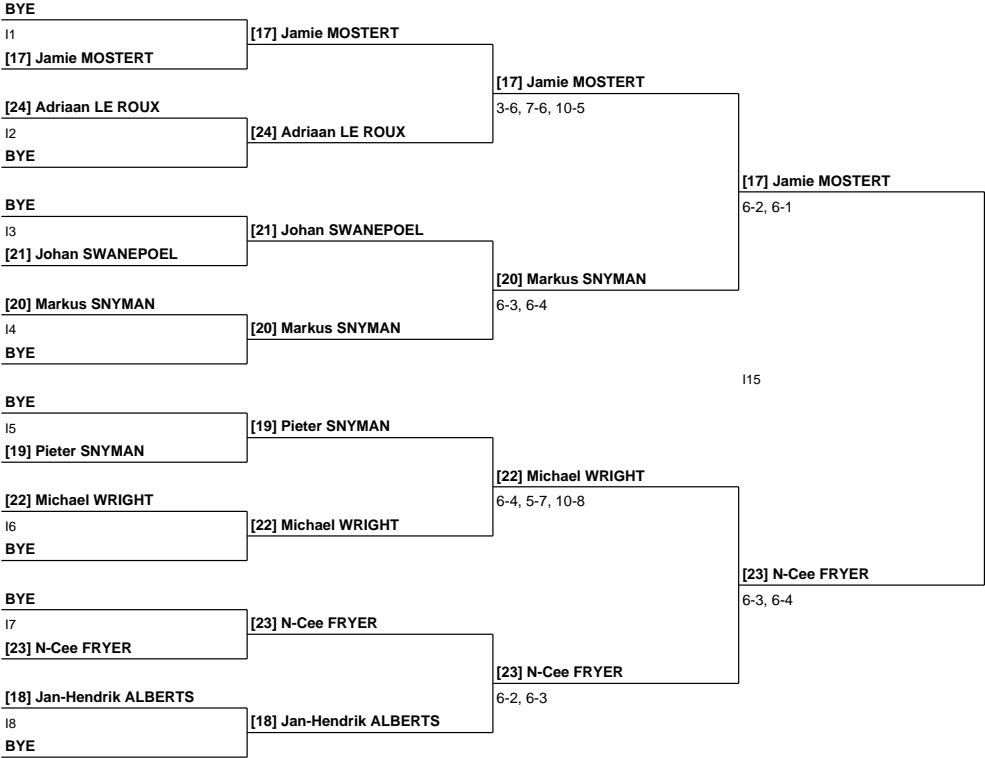 BYE
I1
[17] Jamie MOSTERT
[17] Jamie MOSTERT
[17] Jamie MOSTERT
3-6, 7-6, 10-5
[24] Adriaan LE ROUX
I2
[24] Adriaan LE ROUX
BYE
[17] Jamie MOSTERT
6-2, 6-1
BYE
I3
[21] Johan SWANEPOEL
[21] Johan SWANEPOEL
[20] Markus SNYMAN
6-3, 6-4
[20] Markus SNYMAN
I4
[20] Markus SNYMAN
BYE
I15
BYE
I5
[19] Pieter SNYMAN
[19] Pieter SNYMAN
[22] Michael WRIGHT
6-4, 5-7, 10-8
[22] Michael WRIGHT
I6
[22] Michael WRIGHT
BYE
[23] N-Cee FRYER
6-3, 6-4
BYE
I7
[23] N-Cee FRYER
[23] N-Cee FRYER
[23] N-Cee FRYER
6-2, 6-3
[18] Jan-Hendrik ALBERTS
I8
[18] Jan-Hendrik ALBERTS
BYE